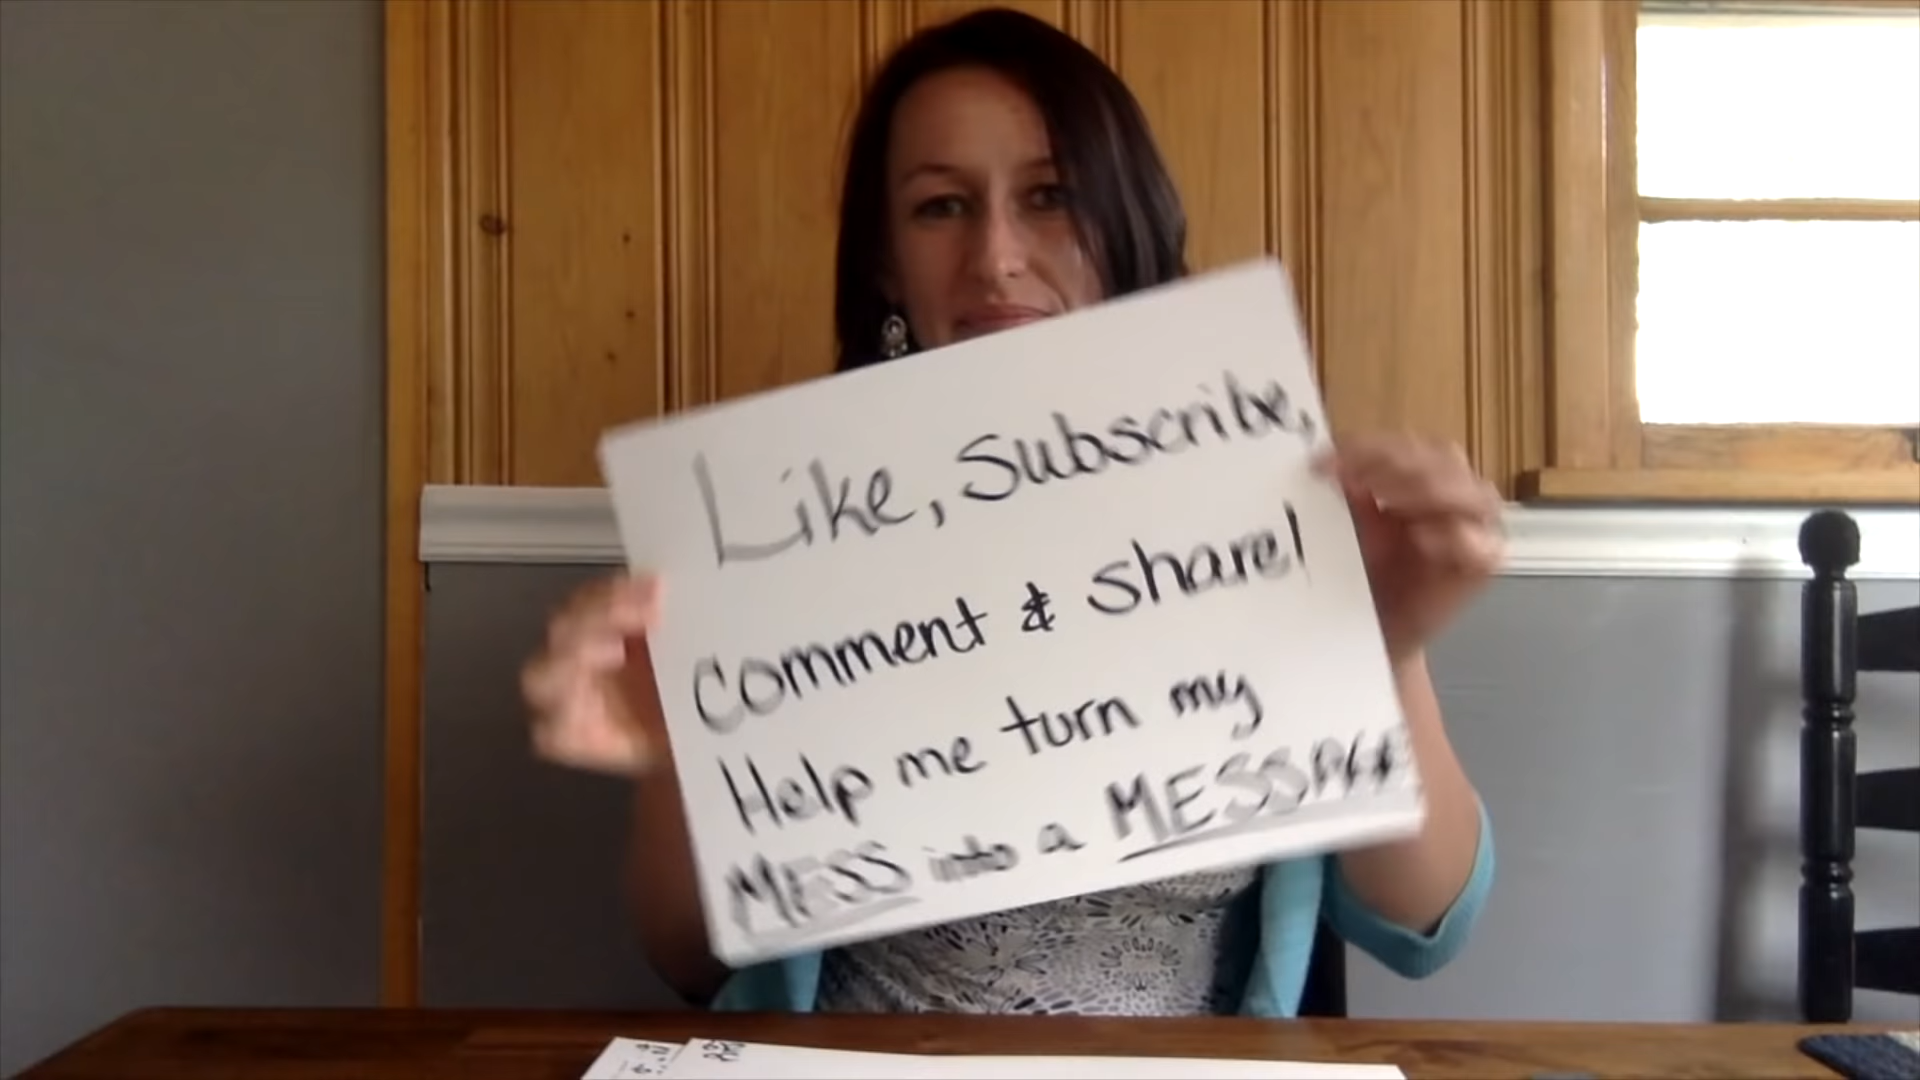 Like, Subscribe,
Comment & Share!
Help me turn my
MESS into a MESSAGE